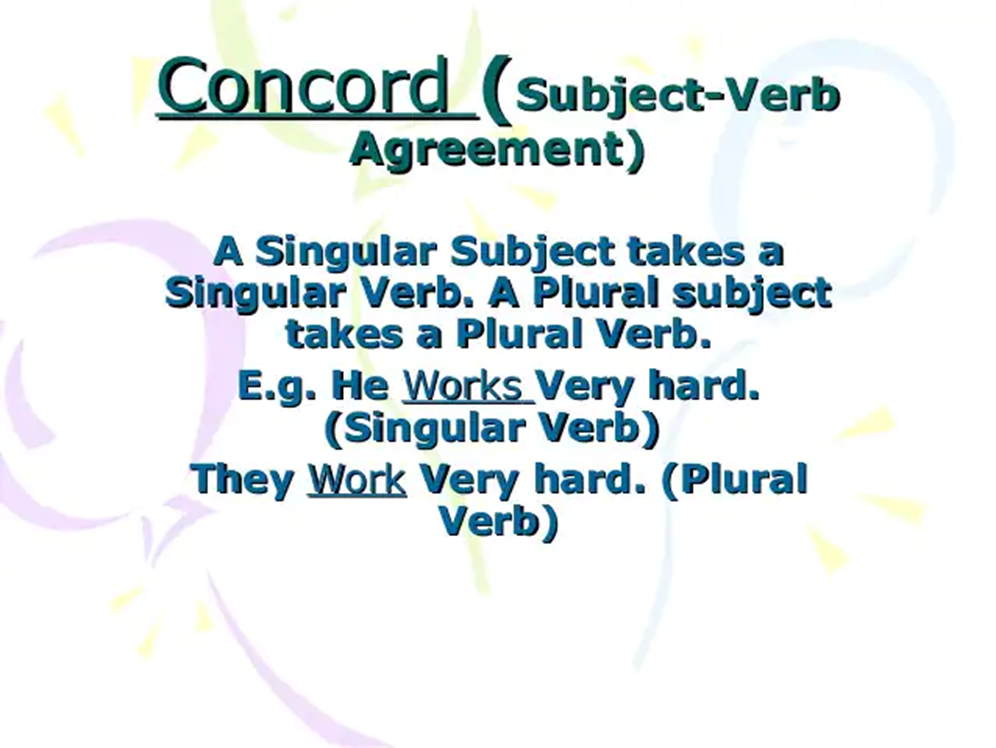 Concord (Subject-Verb
Agreement)
A Singular Subject takes a
Singular Verb. A Plural subject
takes a Plural Verb.
E.g. He Works Very hard.
(Singular Verb)
They Work Very hard. (Plural
Verb)